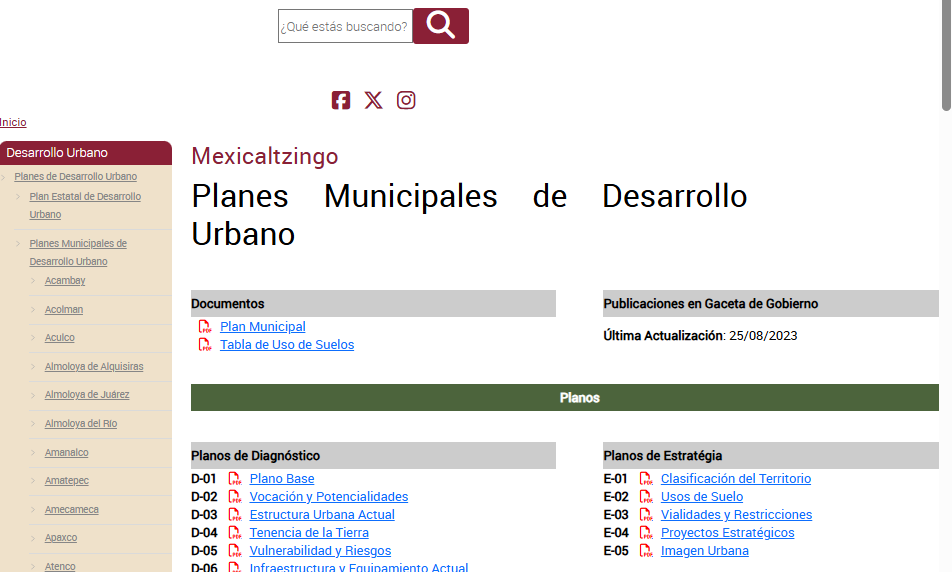 ¿Qué estás buscando?
Inicio
Desarrollo Urbano
Planes de Desarrollo Urbano
Plan Estatal de Desarrollo
Urbano
Planes Municipales de
Desarrollo Urbano
Acambay
Acolman
Aculco
Almoloya de Alquisiras
Almoloya de Juárez
Almoloya del Río
Amanalco
Amatepec
Amecameca
Apaxco
Atenco
Mexicaltzingo
Planes Municipales de Desarrollo
Urbano
Documentos
Plan Municipal
Tabla de Uso de Suelos
Publicaciones en Gaceta de Gobierno
Última Actualización: 25/08/2023
Planos
Planos de Diagnóstico
D-01 Plano Base
D-02 Vocación y Potencialidades
D-03 Estructura Urbana Actual
D-04 Tenencia de la Tierra
D-05 Vulnerabilidad y Riesgos
D-06 Infraestructura y Equipamiento Actual
Planos de Estratégia
E-01 Clasificación del Territorio
E-02 Usos de Suelo
E-03 Vialidades y Restricciones
E-04 Proyectos Estratégicos
E-05 Imagen Urbana